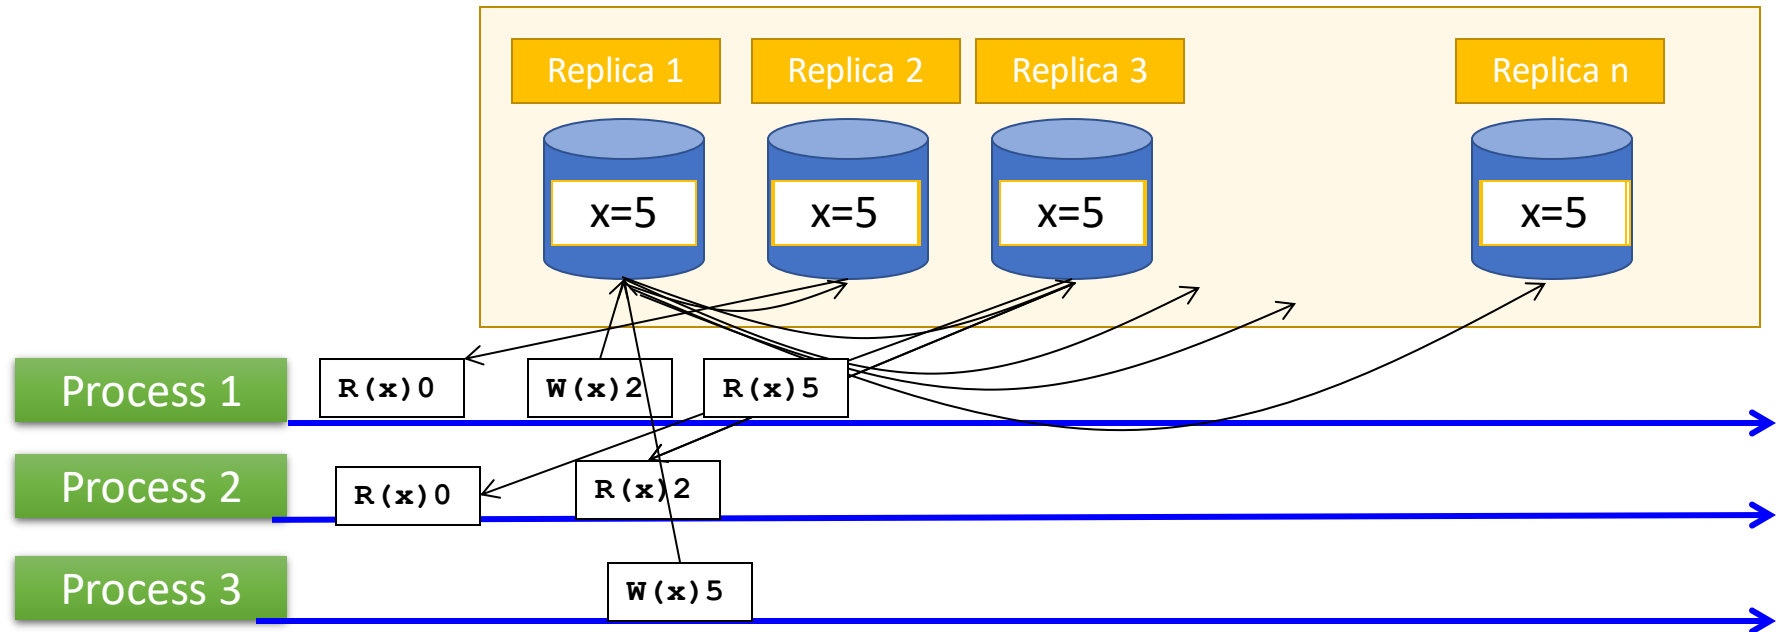 Replica 1
Replica 2
Replica 3
Replica n
x=5
x=5
x=5
x=5
Process 1
R(x)0
W(x)2
R(x)5
Process 2
R(x)0
R(x)2
Process 3
W(x)5